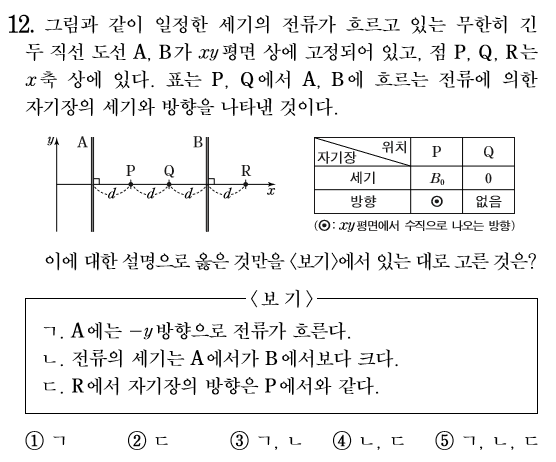 12. 그림과 같이 일정한 세기의 전류가 흐르고 있는 무한히 긴
두 직선 도선 A, B가 xy평면 상에 고정되어 있고, 점 P, Q, R는
x축 상에 있다. 표는 P, Q에서 A, B에 흐르는 전류에 의한
자기장의 세기와 방향을 나타낸 것이다.
y A B
P Q R
d d d d x
자기장 위치 P Q
세기 B₀ 0
방향 ⊙ 없음
(⊙: xy평면에서 수직으로 나오는 방향)
이에 대한 설명으로 옳은 것만을 <보기>에서 있는 대로 고른 것은?
<보 기>
ㄱ. A에는 -y방향으로 전류가 흐른다.
ㄴ. 전류의 세기는 A에서가 B에서보다 크다.
ㄷ. R에서 자기장의 방향은 P에서와 같다.
① ㄱ ② ㄷ ③ ㄱ, ㄴ ④ ㄴ, ㄷ ⑤ ㄱ, ㄴ, ㄷ